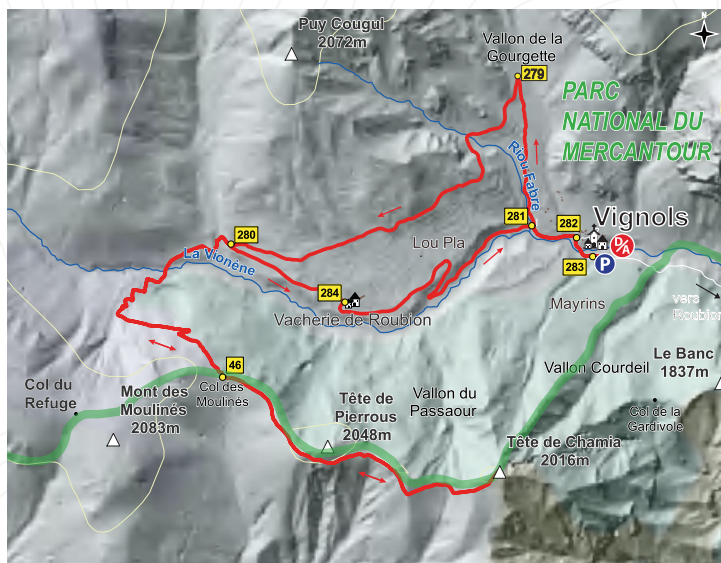 N
Puy Cougul
2072m
Vallon de la
Gourgette
279
PARC
NATIONAL DU
MERCANTOUR
Riou Fabre
281
282
Vignols
D/A
283
P
280
Lou Pla
La Vionène
284
Vacherie de Roubion
Mayrins
vers
Roubion
46
Col des
Moulinés
Col du
Refuge
Mont des
Moulinés
2083m
Tête de
Pierrous
2048m
Vallon du
Passaour
Vallon Courdeil
Le Banc
1837m
Col de la
Gardivole
Tête de Chamia
2016m